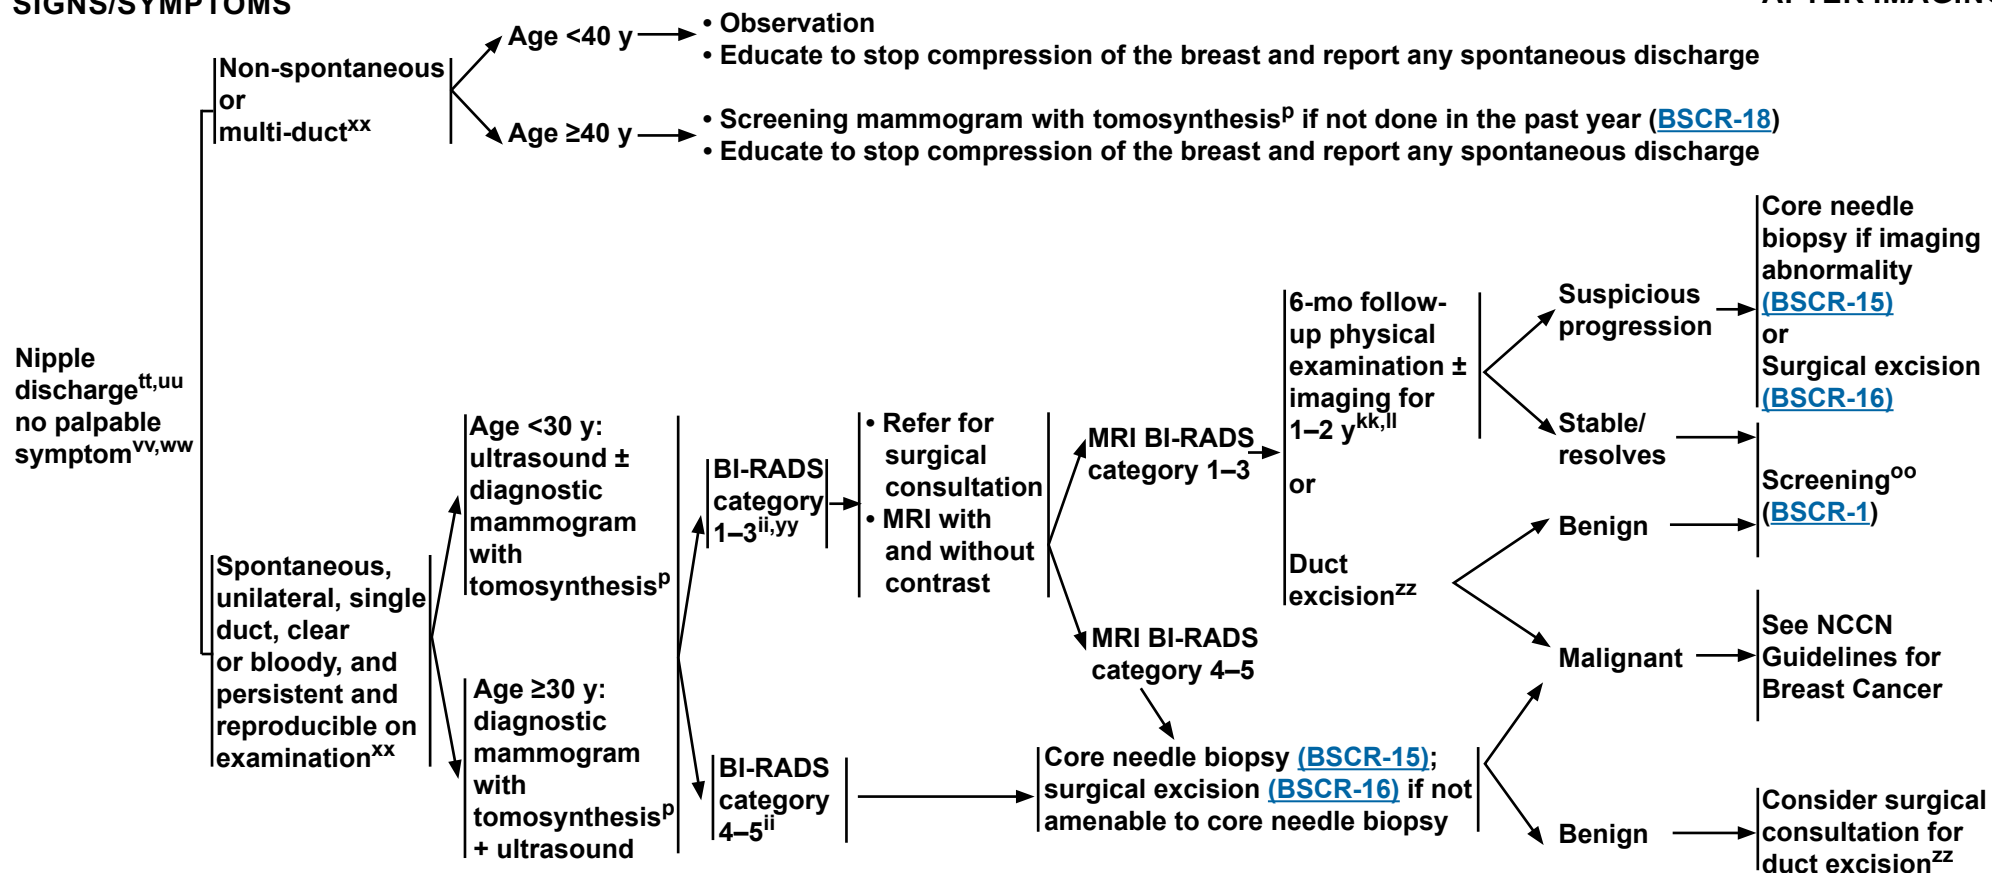 SIGNS/SYMPTOMS
AFTER IMAGING
Nipple
discharge^tt,uu
no palpable
symptom^vv,ww
Non-spontaneous
or
multi-duct^xx
Age <40 y
• Observation
• Educate to stop compression of the breast and report any spontaneous discharge
Age ≥40 y
• Screening mammogram with tomosynthesis^p if not done in the past year (BSCR-18)
• Educate to stop compression of the breast and report any spontaneous discharge
Spontaneous,
unilateral, single
duct, clear
or bloody, and
persistent and
reproducible on
examination^xx
Age <30 y:
ultrasound ±
diagnostic
mammogram
with
tomosynthesis^p
Age ≥30 y:
diagnostic
mammogram
with
tomosynthesis^p
+ ultrasound
BI-RADS
category
1–3^ii,yy
• Refer for
surgical
consultation
• MRI with
and without
contrast
MRI BI-RADS
category 1–3
6-mo follow-
up physical
examination ±
imaging for
1–2 y^kk,ll
or
Duct
excision^zz
Suspicious
progression
Core needle
biopsy if imaging
abnormality
(BSCR-15)
or
Surgical excision
(BSCR-16)
Stable/
resolves
Benign
Screening^oo
(BSCR-1)
Malignant
See NCCN
Guidelines for
Breast Cancer
MRI BI-RADS
category 4–5
BI-RADS
category
4–5^ii
Core needle biopsy (BSCR-15);
surgical excision (BSCR-16) if not
amenable to core needle biopsy
Benign
Consider surgical
consultation for
duct excision^zz